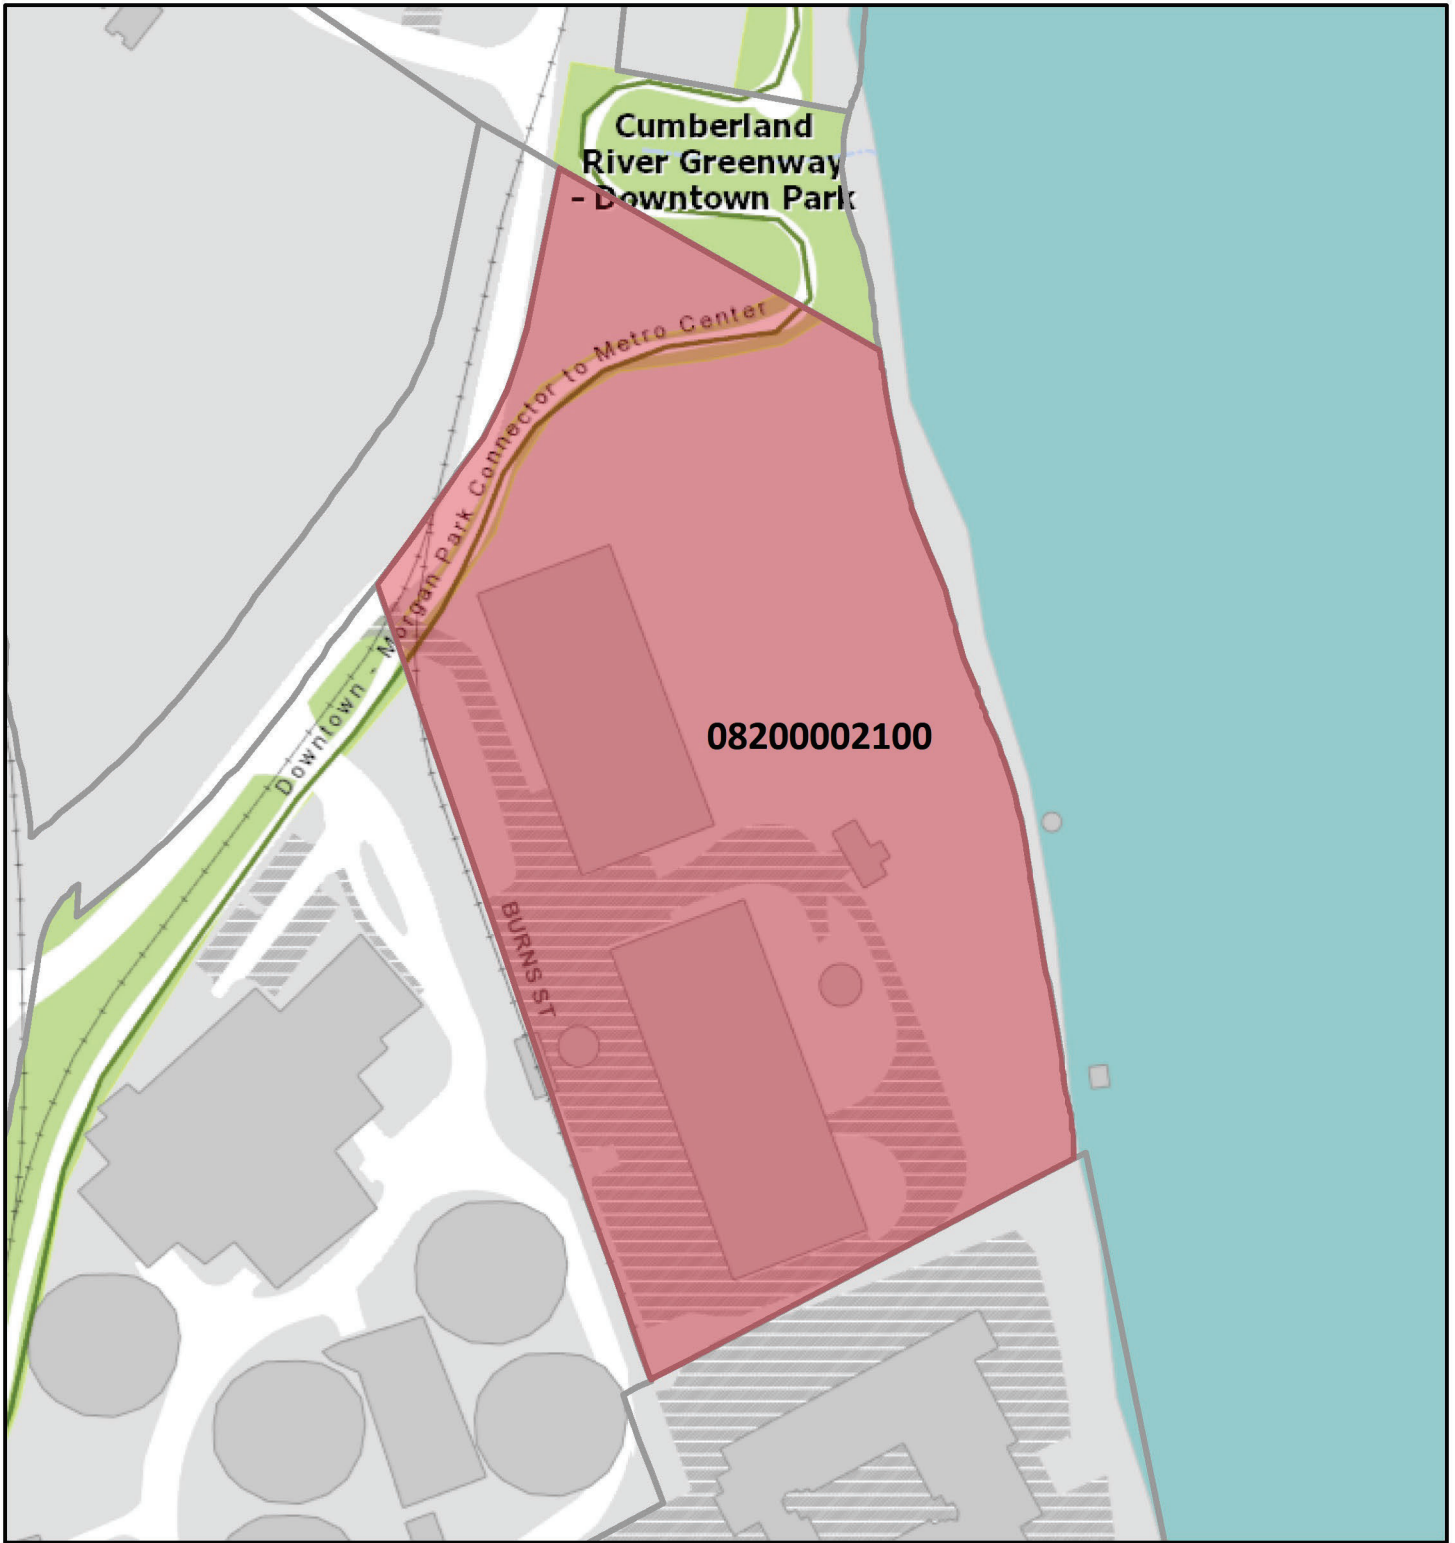 Cumberland
River Greenway
- Downtown Park
Downtown - Morgan Park Connector to Metro Center
08200002100
BURNS ST